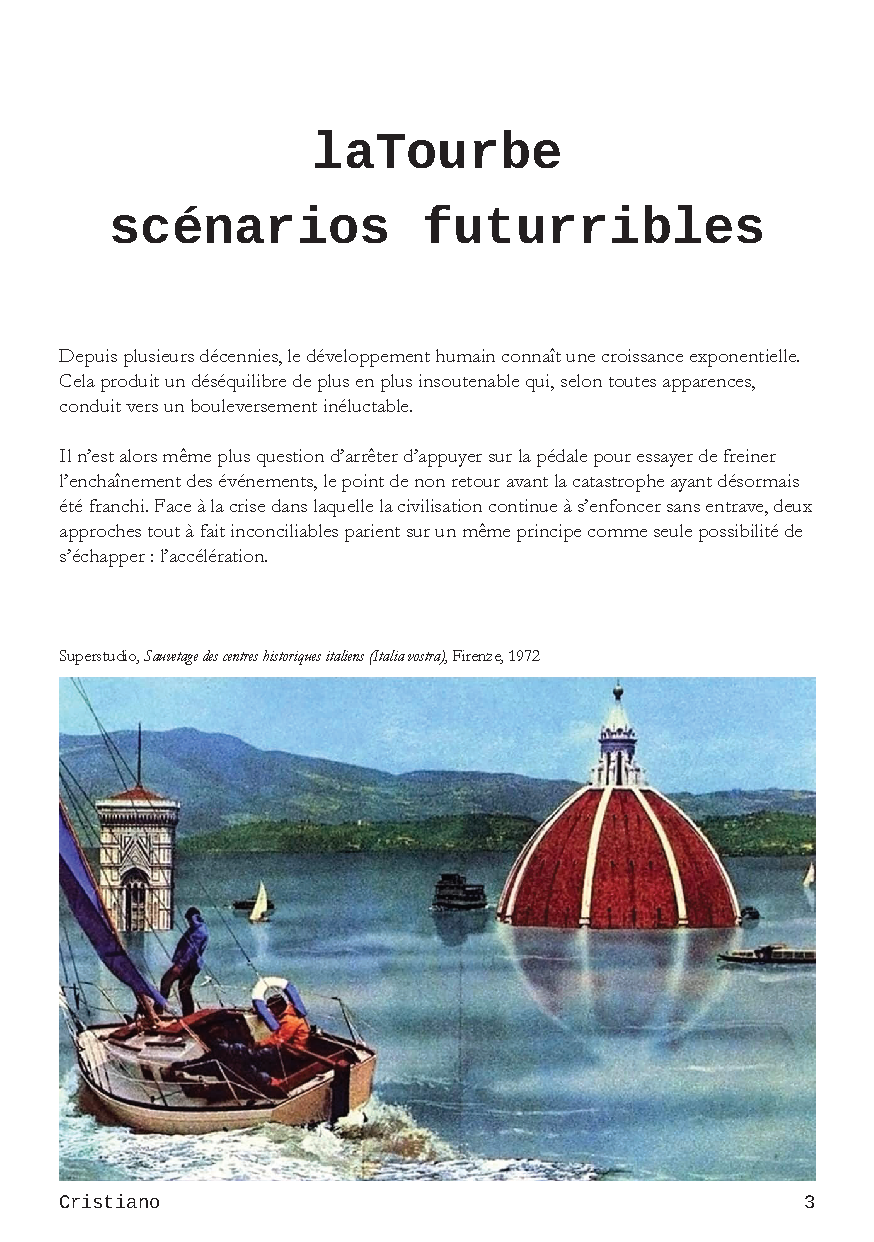 laTourbe
scénarios futurribles
Depuis plusieurs décennies, le développement humain connaît une croissance exponentielle.
Cela produit un déséquilibre de plus en plus insoutenable qui, selon toutes apparences,
conduit vers un bouleversement inéluctable.
Il n’est alors même plus question d’arrêter d’appuyer sur la pédale pour essayer de freiner
l’enchaînement des événements, le point de non retour avant la catastrophe ayant désormais
été franchi. Face à la crise dans laquelle la civilisation continue à s’enfoncer sans entrave, deux
approches tout à fait inconciliables parient sur un même principe comme seule possibilité de
s’échapper : l’accélération.
Superstudio, Sauvetage des centres historiques italiens (Italia vostra), Firenze, 1972
Cristiano
3